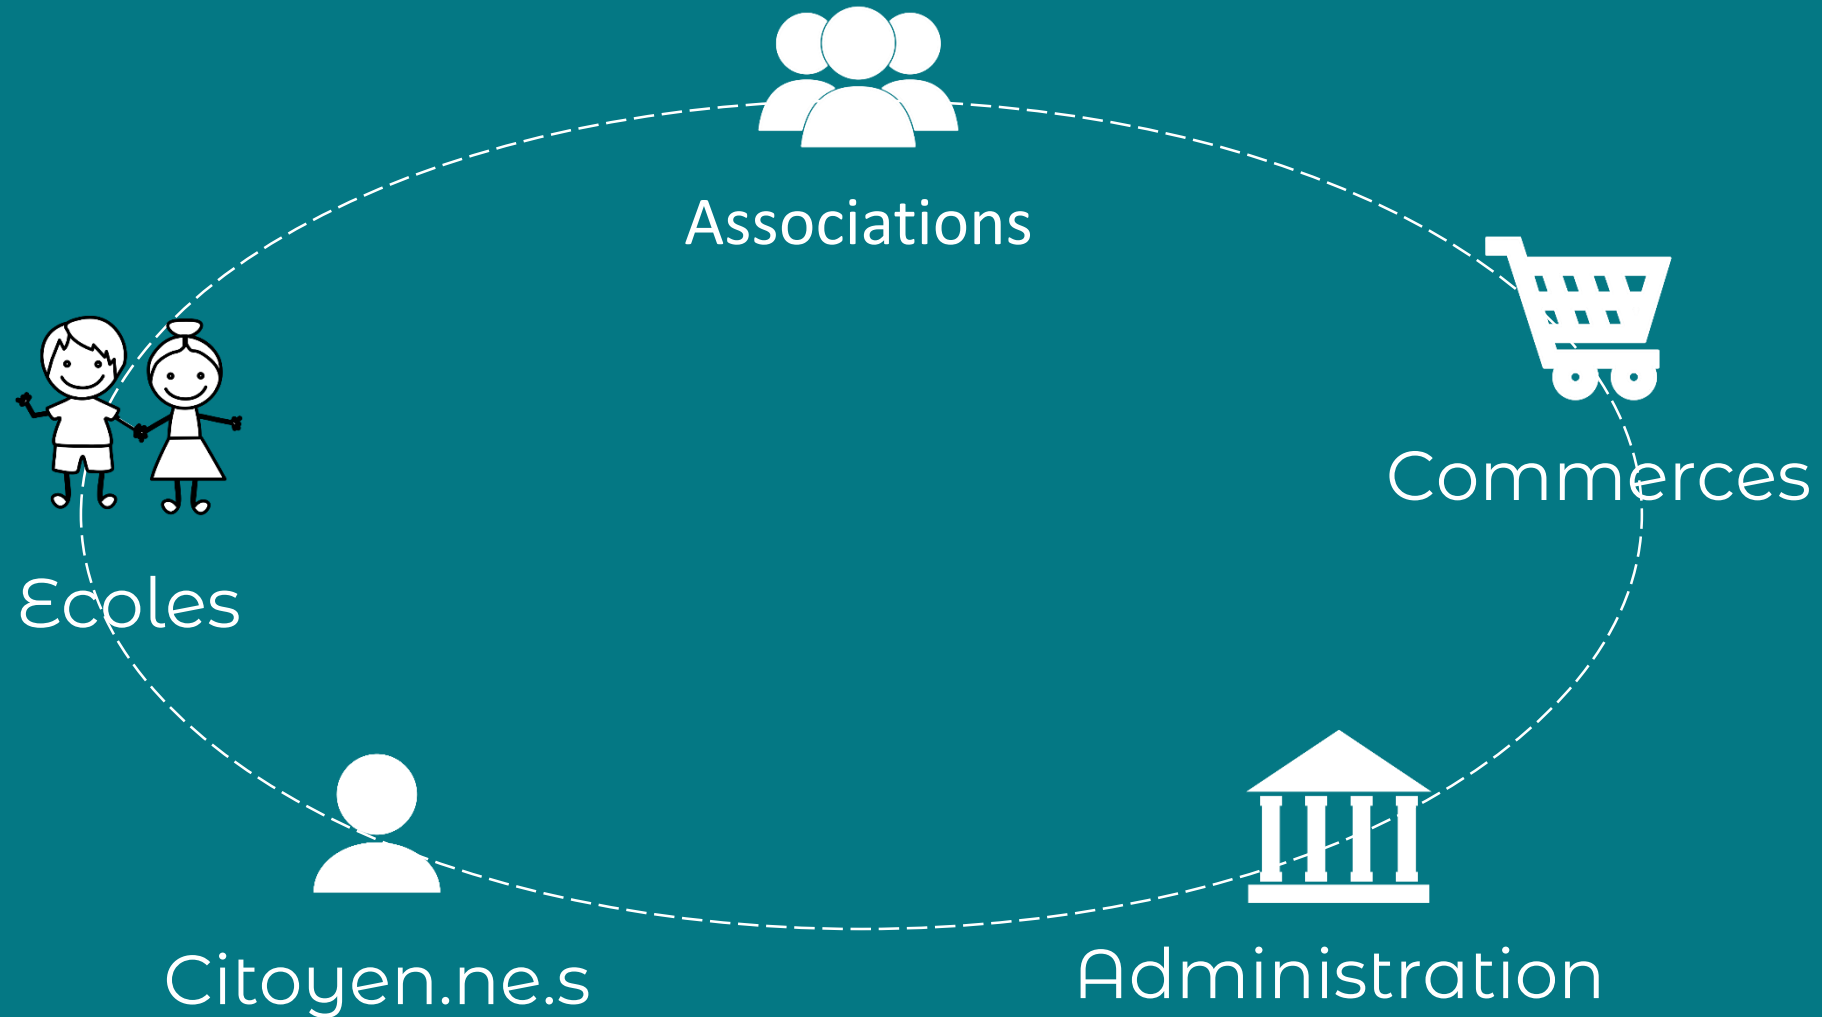 Associations
Commerces
Ecoles
Citoyen.ne.s
Administration